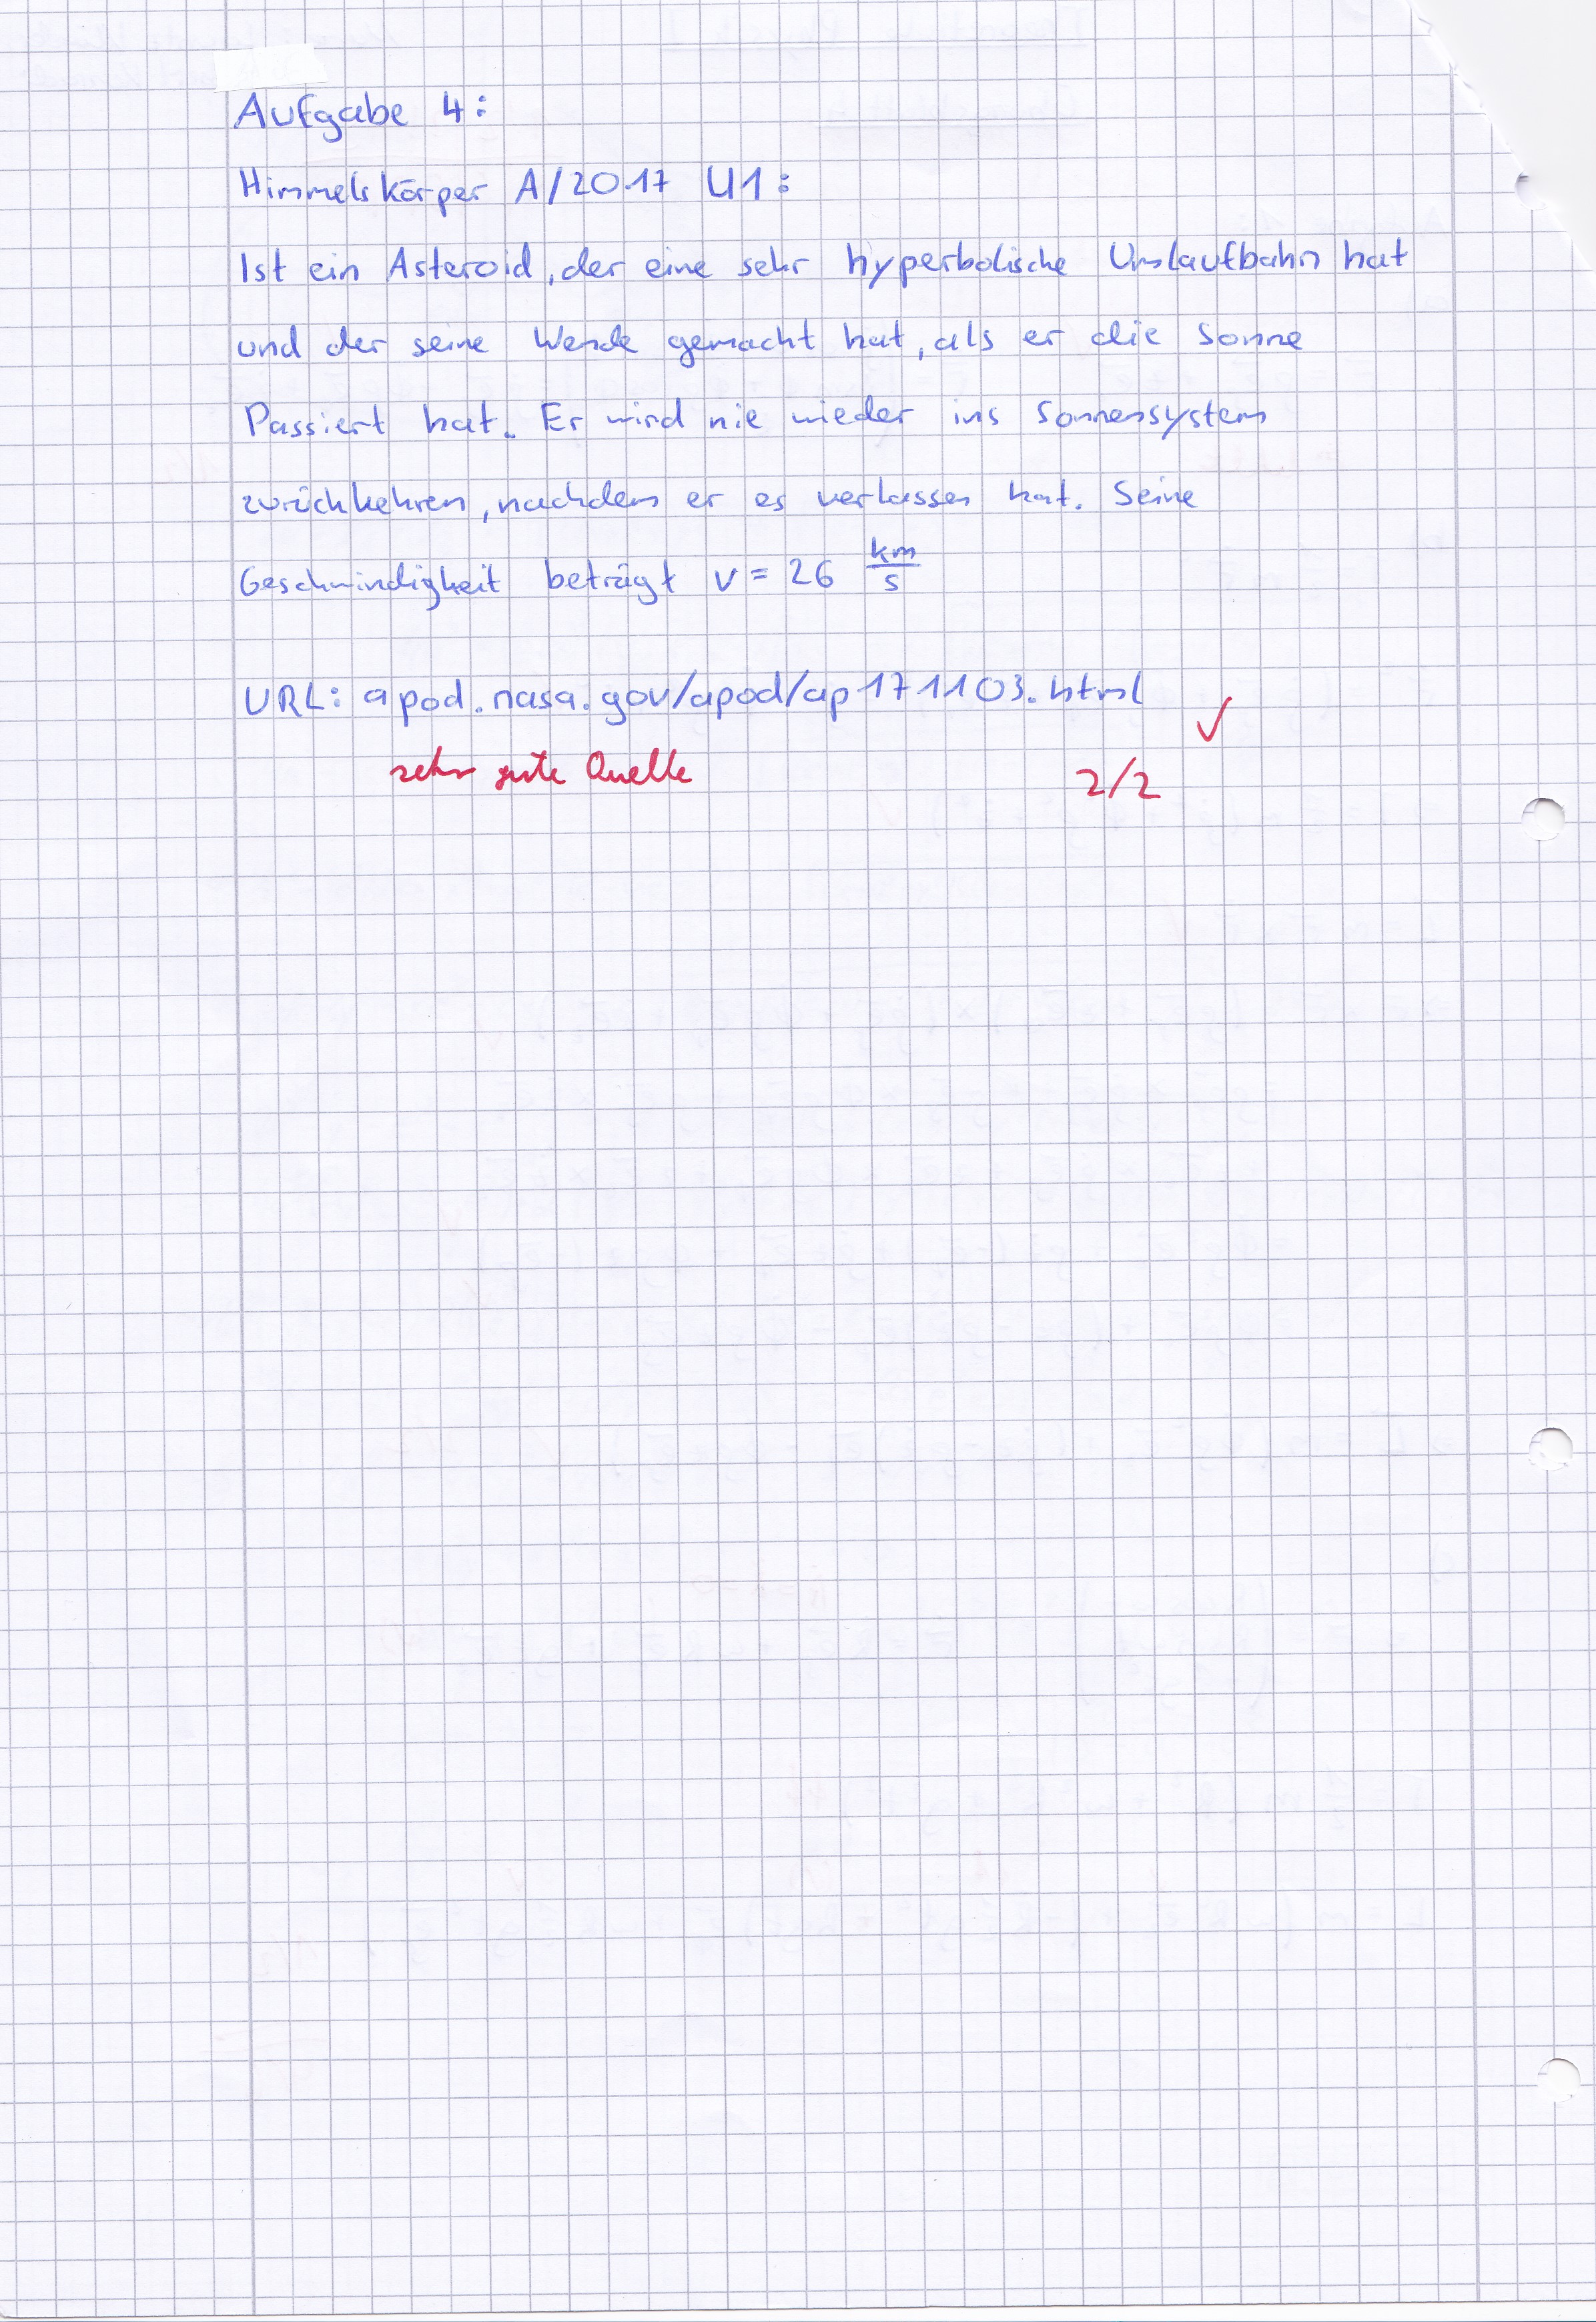 Aufgabe 4:
Himmelskörper A/2017 U1:
Ist ein Asteroid, der eine sehr hyperbolische Umlaufbahn hat
und der seine Wende gemacht hat, als er die Sonne
Passiert hat. Er wird nie wieder ins Sonnensystem
zurückkehren, nachdem er es verlassen hat. Seine
Geschwindigkeit beträgt v = 26 km/s
URL: apod.nasa.gov/apod/ap171103.html ✓
sehr gute Quelle 2/2